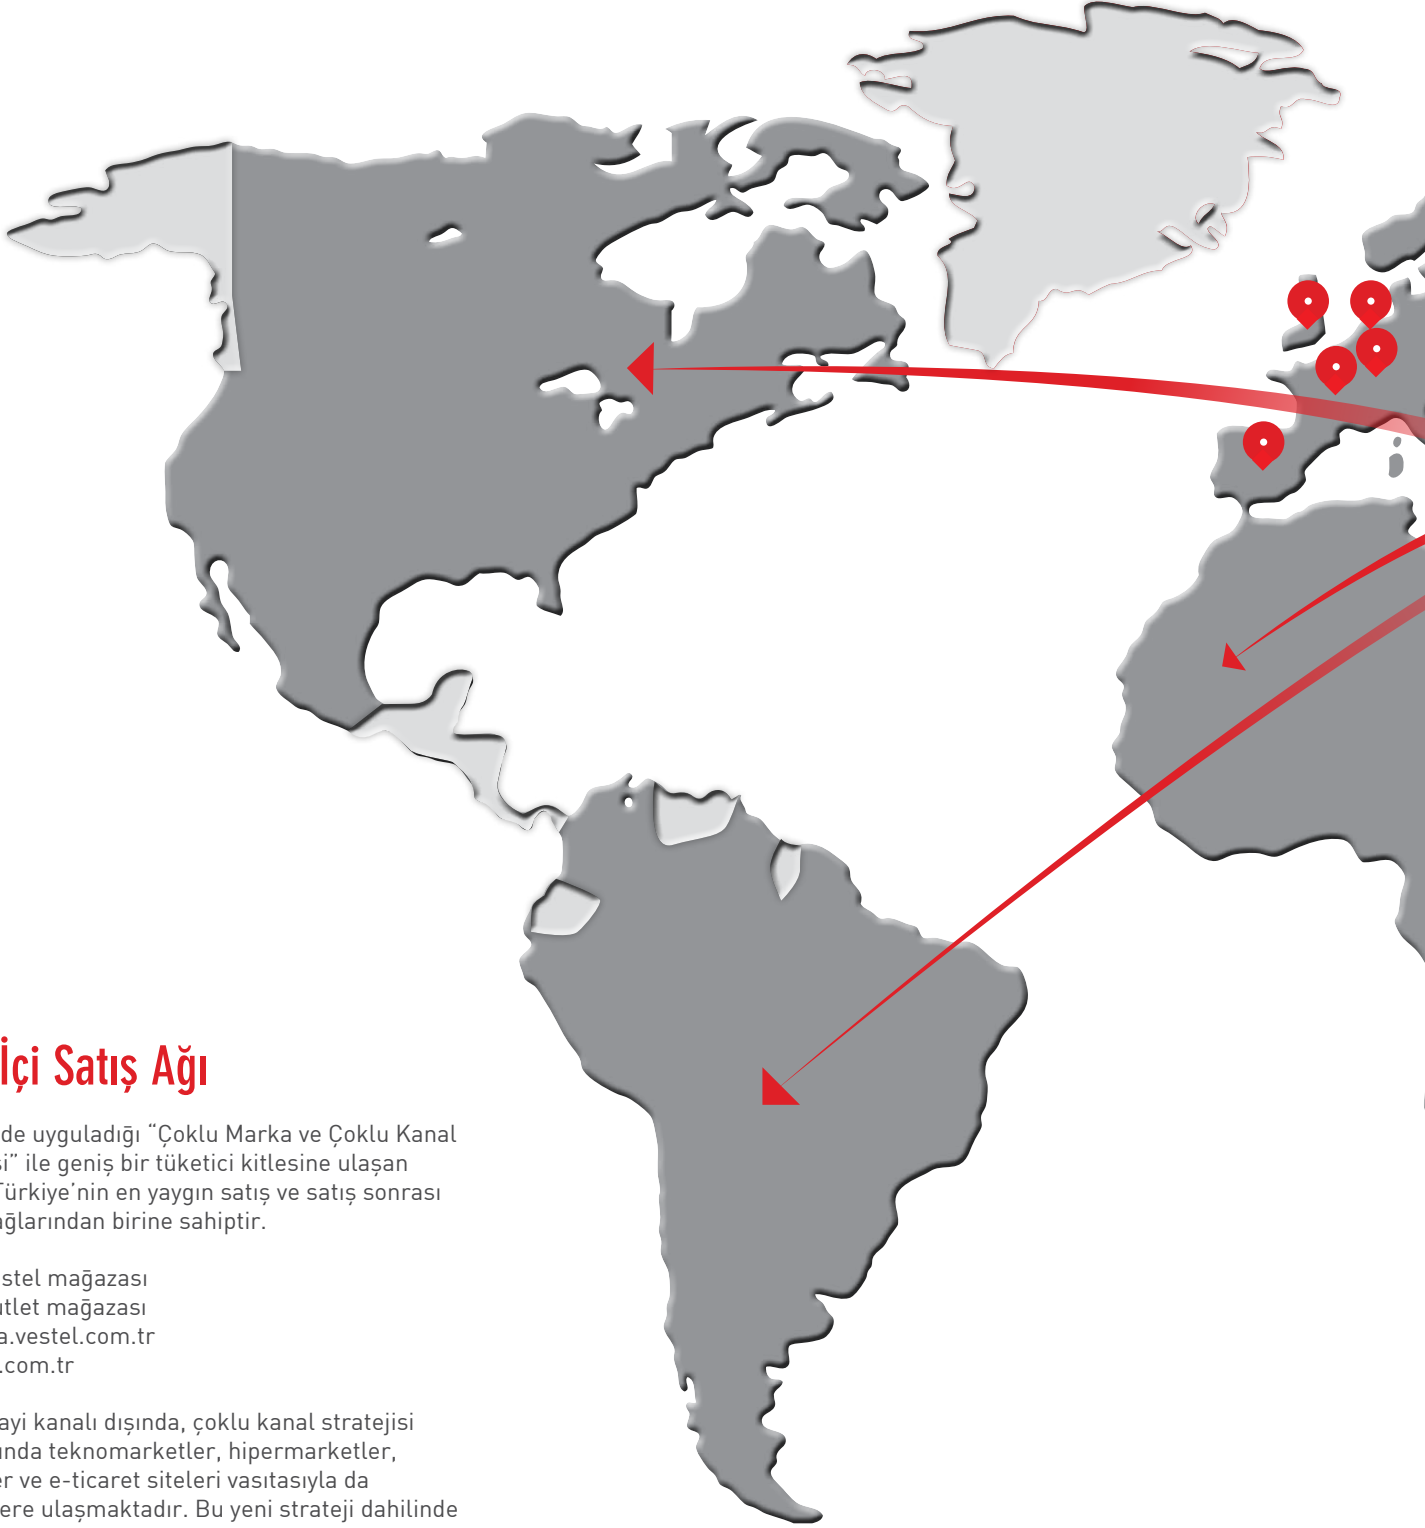 İçi Satış Ağı
de uyguladığı “Çoklu Marka ve Çoklu Kanal
si” ile geniş bir tüketici kitlesine ulaşan
Türkiye’nin en yaygın satış ve satış sonrası
ağlarından birine sahiptir.
stel mağazası
utlet mağazası
a.vestel.com.tr
.com.tr
ayi kanalı dışında, çoklu kanal stratejisi
ında teknomarketler, hipermarketler,
er ve e-ticaret siteleri vasıtasıyla da
ere ulaşmaktadır. Bu yeni strateji dahilinde